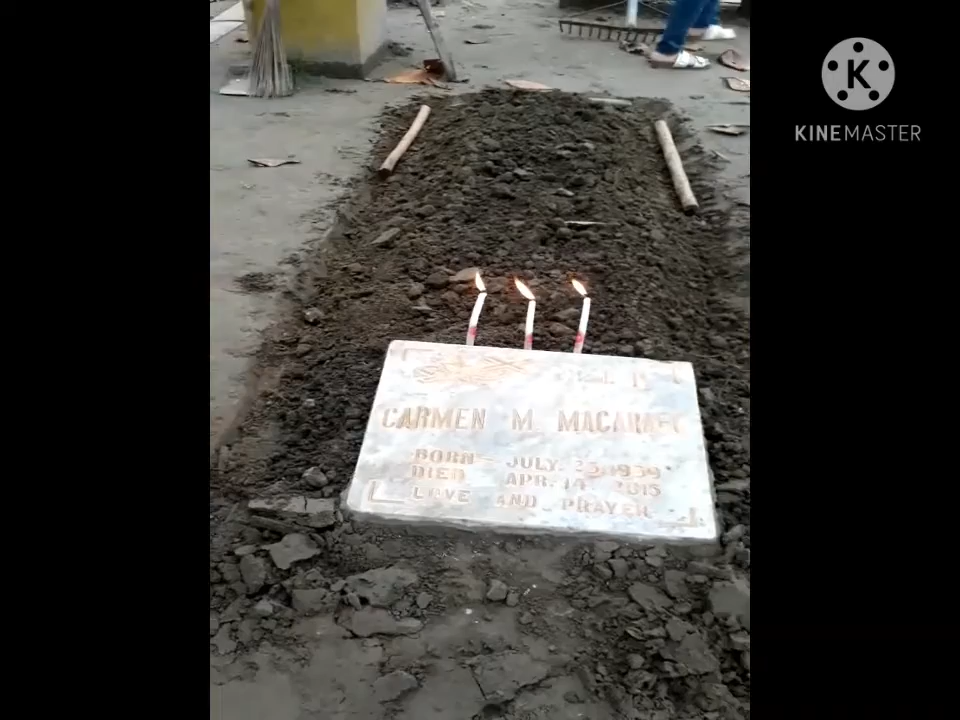 KINEMASTER
CARMEN M.
BORN - JULY. 1939
DIED APR. 14 2015
LOVE AND PRAYER